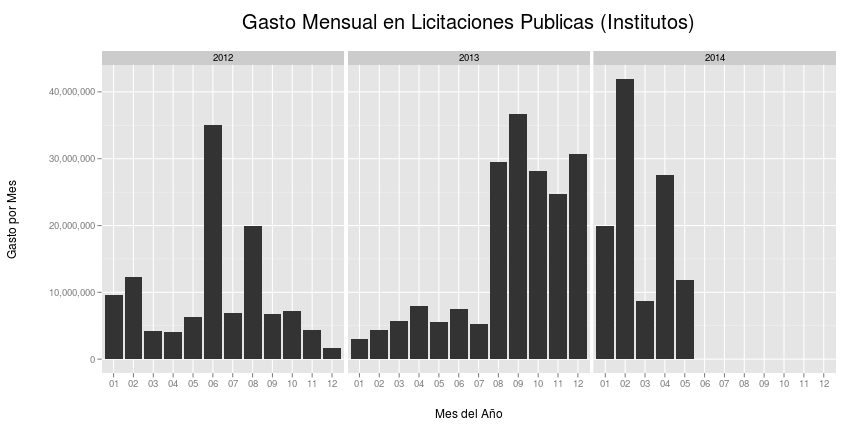 Gasto Mensual en Licitaciones Publicas (Institutos)
2012 2013 2014
40,000,000
30,000,000
20,000,000
10,000,000
0
Gasto por Mes
01 02 03 04 05 06 07 08 09 10 11 12 01 02 03 04 05 06 07 08 09 10 11 12 01 02 03 04 05 06 07 08 09 10 11 12
Mes del Año